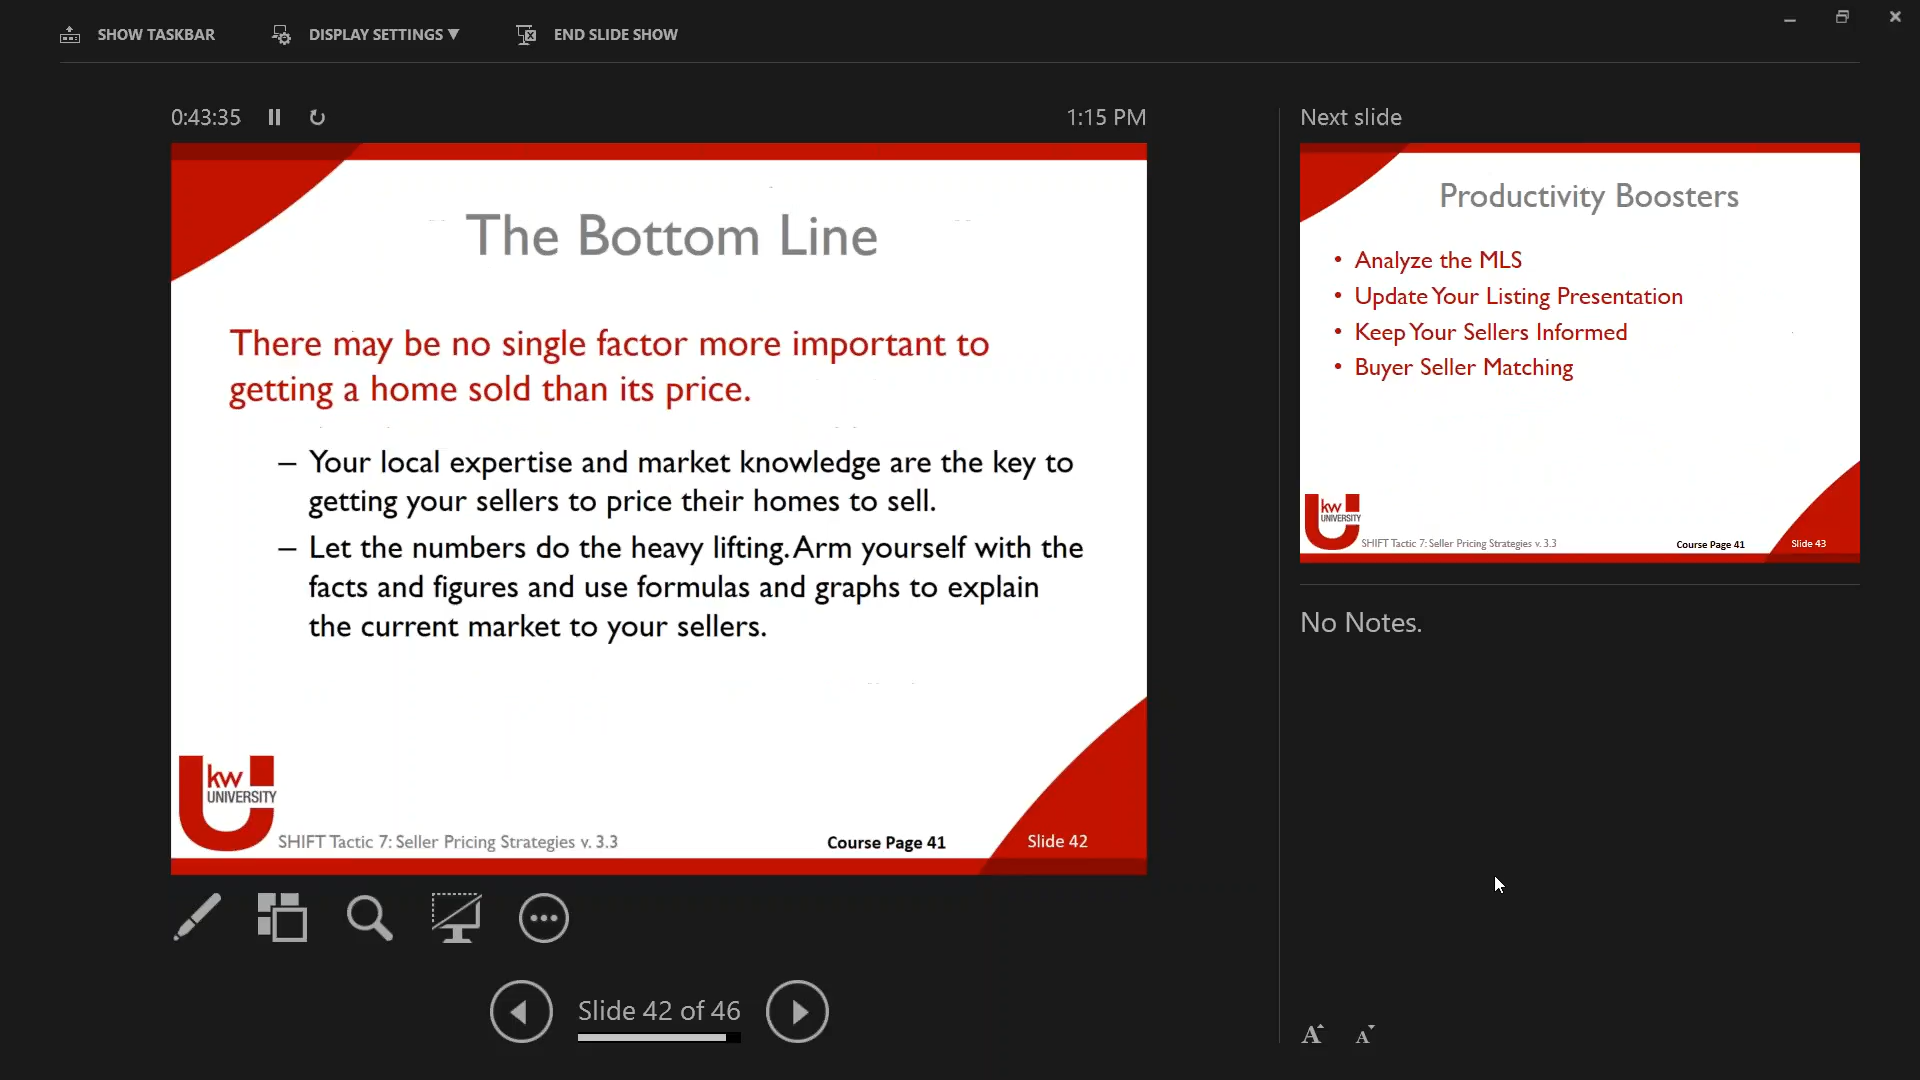 SHOW TASKBAR
DISPLAY SETTINGS ▼
END SLIDE SHOW
0:43:35
1:15 PM
The Bottom Line
There may be no single factor more important to
getting a home sold than its price.
– Your local expertise and market knowledge are the key to
getting your sellers to price their homes to sell.
– Let the numbers do the heavy lifting. Arm yourself with the
facts and figures and use formulas and graphs to explain
the current market to your sellers.
kw
UNIVERSITY
SHIFT Tactic 7: Seller Pricing Strategies v. 3.3
Course Page 41
Slide 42
Slide 42 of 46
Next slide
Productivity Boosters
• Analyze the MLS
• Update Your Listing Presentation
• Keep Your Sellers Informed
• Buyer Seller Matching
kw
UNIVERSITY
SHIFT Tactic 7: Seller Pricing Strategies v. 3.3
Course Page 41
Slide 43
No Notes.
A A